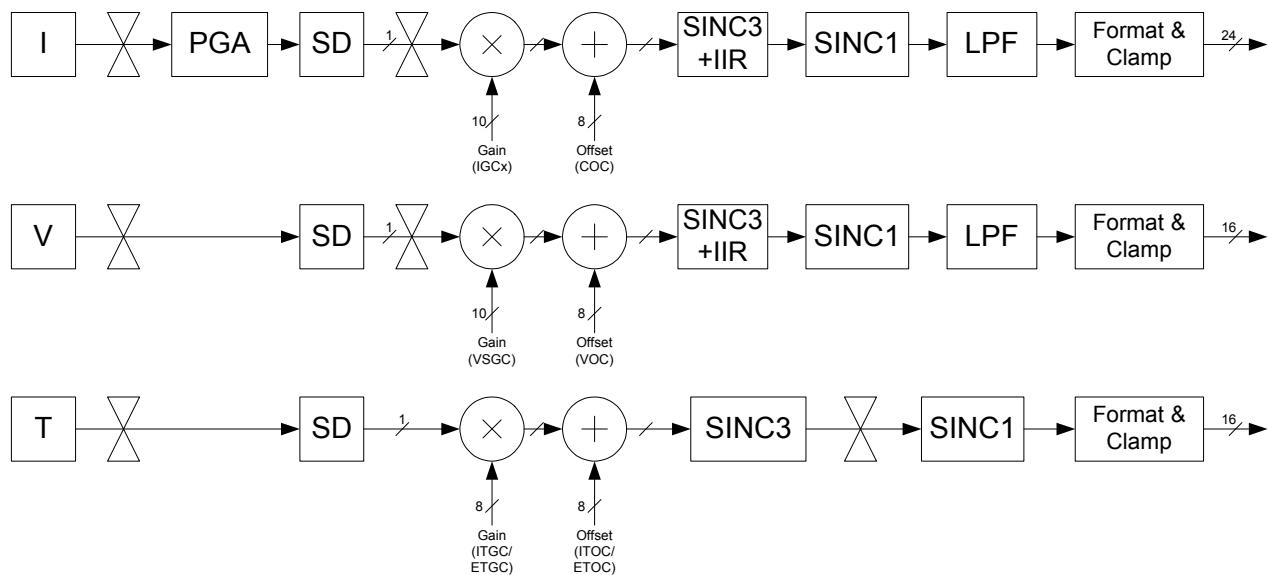 I
PGA
SD
1
SINC3
+IIR
SINC1
LPF
Format &
Clamp
24
10
Gain
(IGCx)
8
Offset
(COC)
V
SD
1
SINC3
+IIR
SINC1
LPF
Format &
Clamp
16
10
Gain
(VSGC)
8
Offset
(VOC)
T
SD
1
SINC3
SINC1
Format &
Clamp
16
8
Gain
(ITGC/
ETGC)
8
Offset
(ITOC/
ETOC)